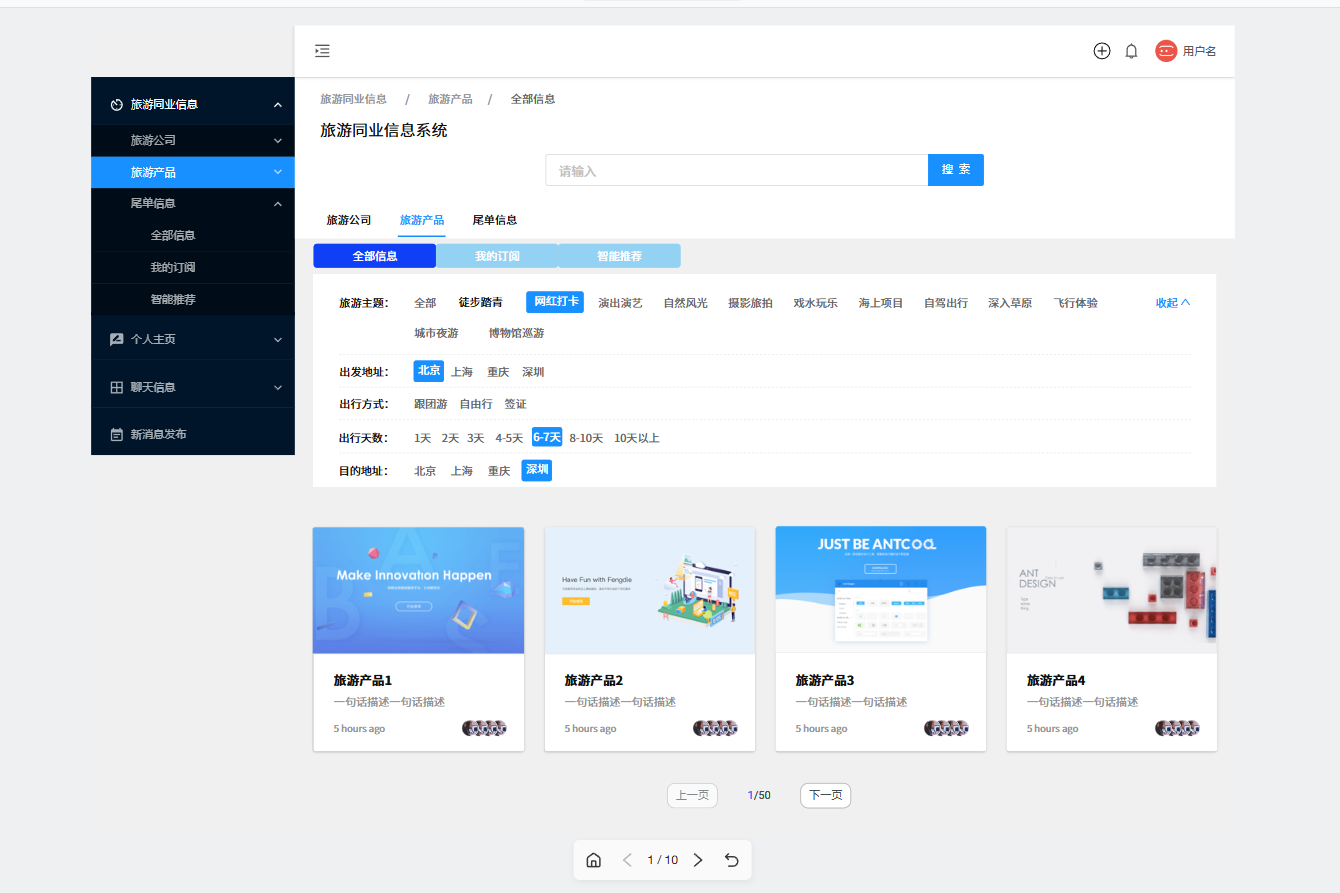 用户名
旅游同业信息 / 旅游产品 / 全部信息
旅游同业信息系统
请输入 搜 索
旅游公司 旅游产品 尾单信息
旅游同业信息
旅游公司
旅游产品
尾单信息
全部信息
我的订阅
智能推荐
个人主页
聊天信息
新消息发布
全部信息 我的订阅 智能推荐
旅游主题: 全部 徒步踏青 网红打卡 演出演艺 自然风光 摄影旅拍 戏水玩乐 海上项目 自驾出行 深入草原 飞行体验 收起
城市夜游 博物馆巡游
出发地址: 北京 上海 重庆 深圳
出行方式: 跟团游 自由行 签证
出行天数: 1天 2天 3天 4-5天 6-7天 8-10天 10天以上
目的地址: 北京 上海 重庆 深圳
Make Innovation Happen
Have Fun with Fengdie
JUST BE ANTCOOL
ANT
DESIGN
旅游产品1
一句话描述一句话描述
5 hours ago
旅游产品2
一句话描述一句话描述
5 hours ago
旅游产品3
一句话描述一句话描述
5 hours ago
旅游产品4
一句话描述一句话描述
5 hours ago
上一页 1/50 下一页
1 / 10